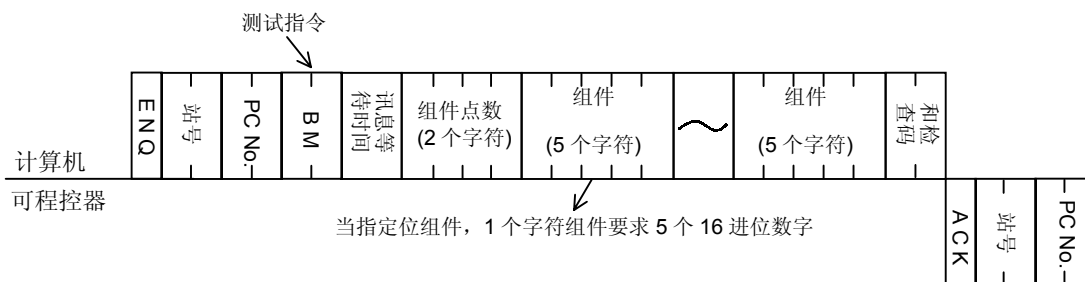 测试指令
ENQ
站号
PC No.
BM
讯息等
待时间
组件点数
(2 个字符)
组件
(5 个字符)
组件
(5 个字符)
和检
查码
计算机
可程控器
当指定位组件，1 个字符组件要求 5 个 16 进位数字
ACK
站号
PC No.